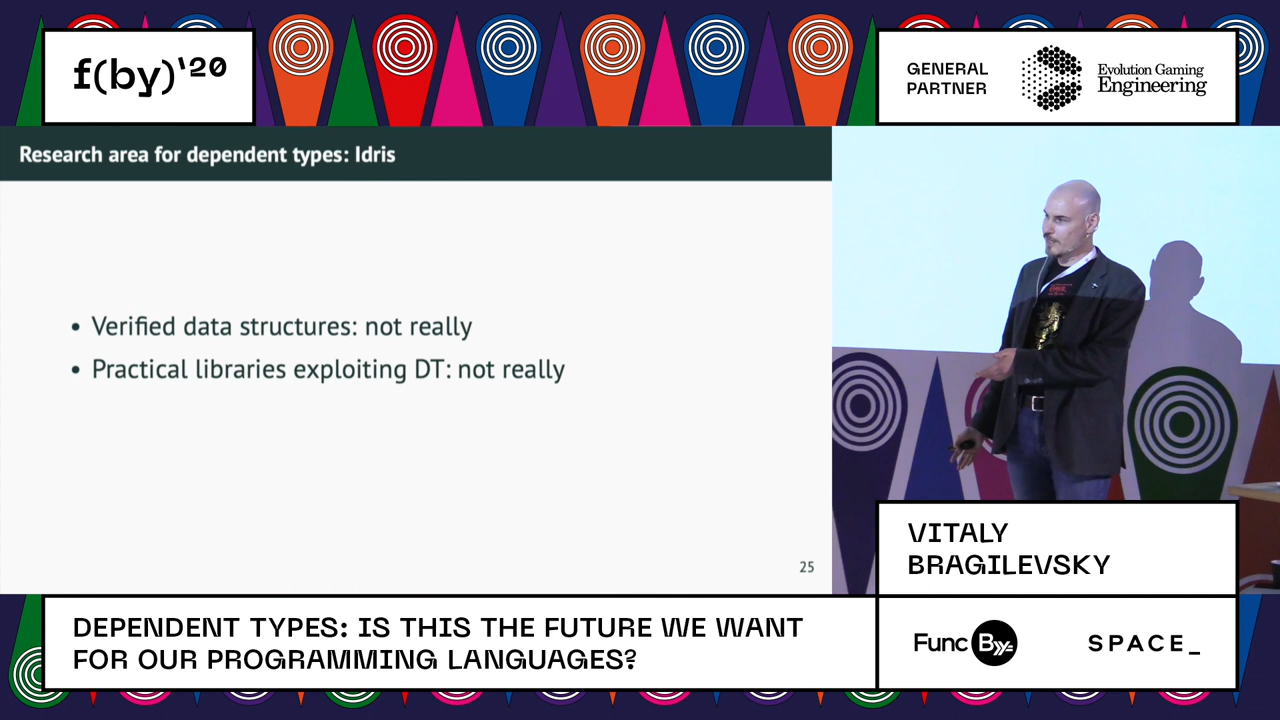 f(by)'20
GENERAL
PARTNER
Evolution Gaming
Engineering
Research area for dependent types: Idris
• Verified data structures: not really
• Practical libraries exploiting DT: not really
25
VITALY
BRAGILEVSKY
DEPENDENT TYPES: IS THIS THE FUTURE WE WANT
FOR OUR PROGRAMMING LANGUAGES?
Func By
SPACE_